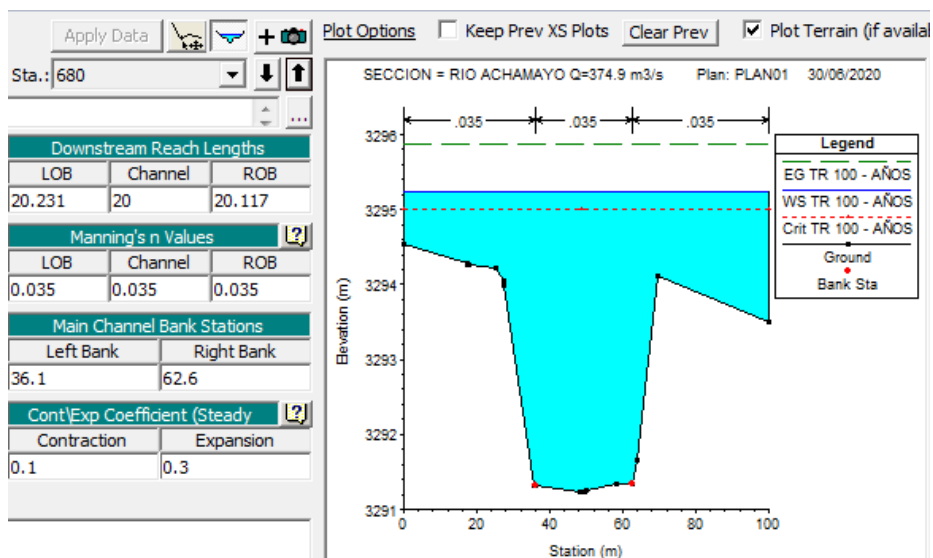 Apply Data
Plot Options
Keep Prev XS Plots
Clear Prev
Plot Terrain (if availal
Sta.: 680
...
Downstream Reach Lengths
LOB Channel ROB
20.231 20 20.117
Manning's n Values
LOB Channel ROB
0.035 0.035 0.035
Main Channel Bank Stations
Left Bank Right Bank
36.1 62.6
Cont\Exp Coefficient (Steady
Contraction Expansion
0.1 0.3
SECCION = RIO ACHAMAYO Q=374.9 m3/s Plan: PLAN01 30/06/2020
.035 .035 .035
3296
3295
3294
3293
3292
3291
Elevation (m)
0 20 40 60 80 100
Station (m)
Legend
EG TR 100 - AÑOS
WS TR 100 - AÑOS
Crit TR 100 - AÑOS
Ground
Bank Sta